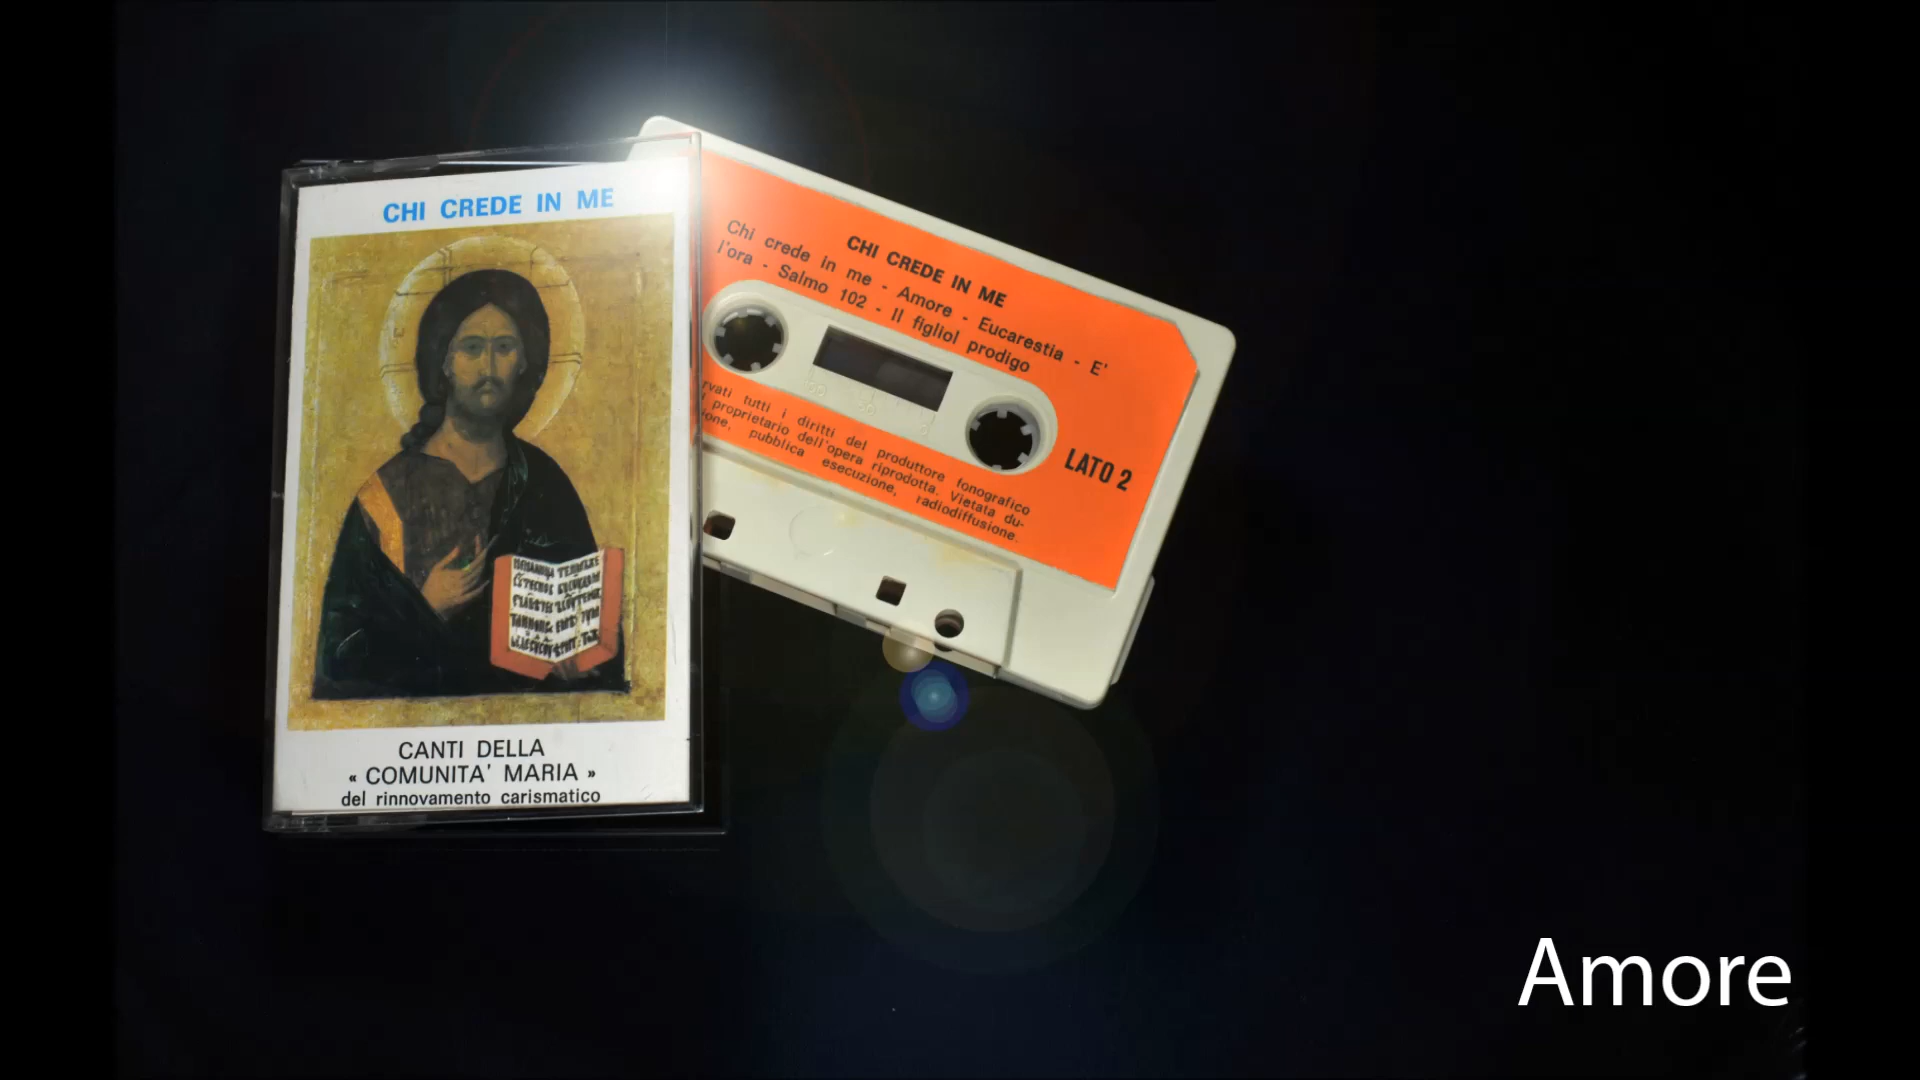 CHI CREDE IN ME
CANTI DELLA
« COMUNITA' MARIA »
del rinnovamento carismatico
CHI CREDE IN ME
Chi crede in me - Amore - Eucarestia - E'
l'ora - Salmo 102 - Il figliol prodigo
rvati tutti i diritti del produttore fonografico
proprietario dell'opera riprodotta. Vietata du-
ione, pubblica esecuzione, radiodiffusione.
LATO 2
Amore